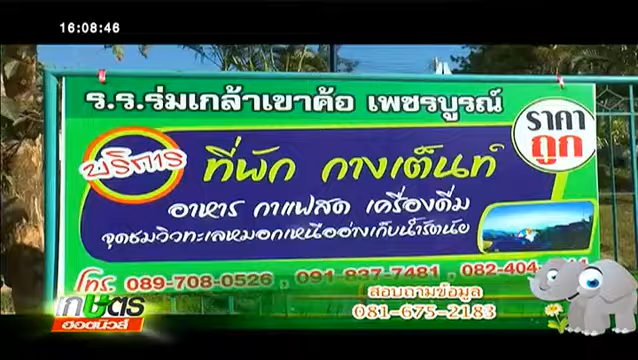 16:08:46
ร.ร.ร่มเกล้าเขาค้อ เพชรบูรณ์
ราคา
ถูก
บริการ
ที่พัก กางเต็นท์
อาหาร กาแฟสด เครื่องดื่ม
จุดชมวิวทะเลหมอกเหนืออ่างเก็บน้ำรัตนัย
โทร. 089-708-0526 , 091-837-7481 , 082-404-
เกษตร
ฮอตนิวส์
สอบถามข้อมูล
081-675-2183